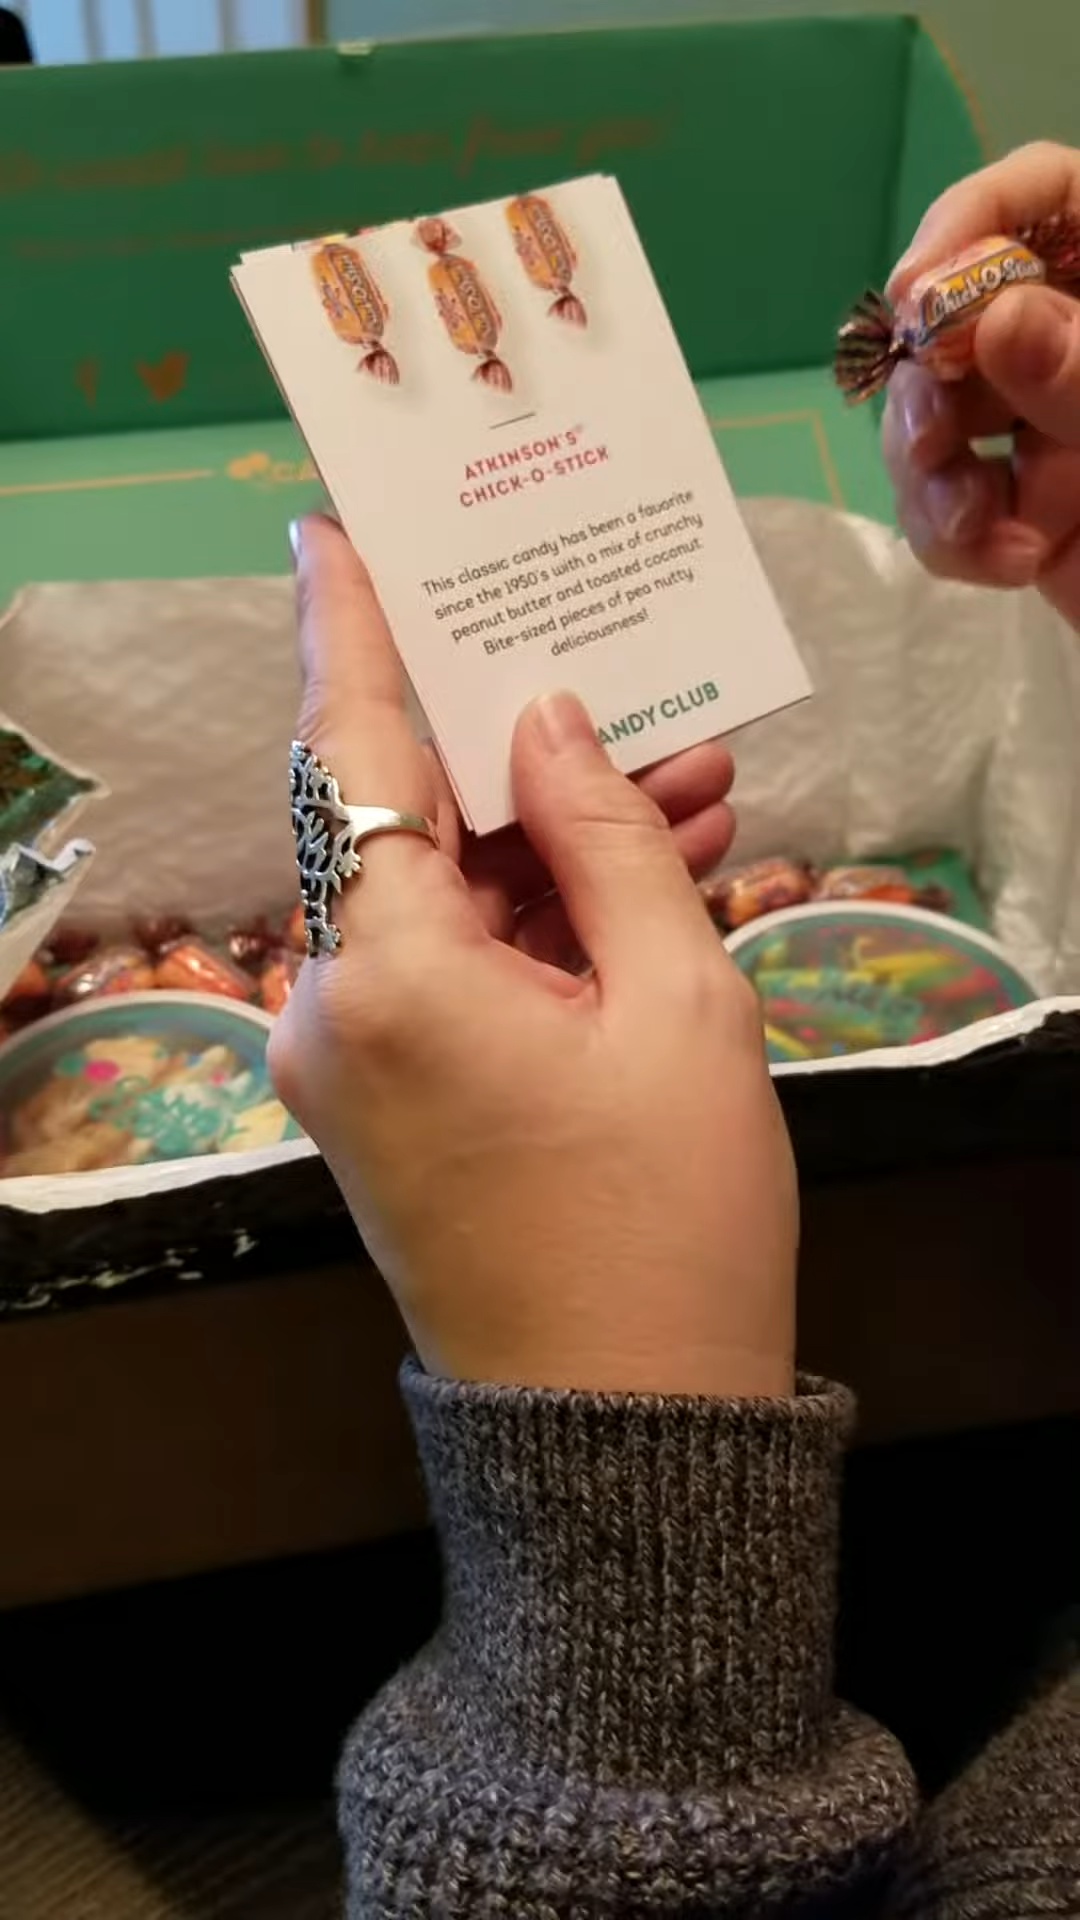 ATKINSON'S®
CHICK-O-STICK
This classic candy has been a favorite
since the 1950's with a mix of crunchy
peanut butter and toasted coconut.
Bite-sized pieces of pea nutty
deliciousness!
ANDY CLUB
Chick-O-Stick